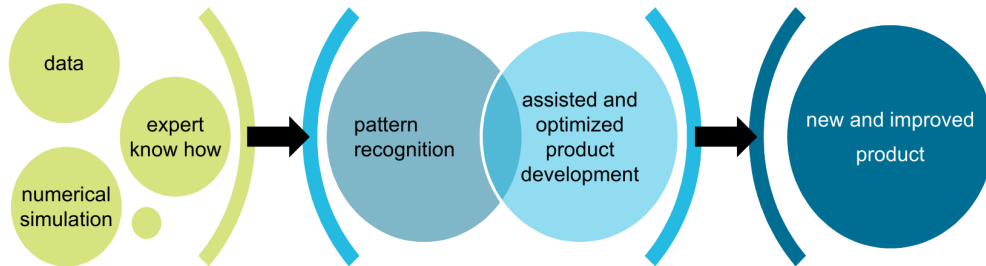 data
expert
know how
numerical
simulation
pattern
recognition
assisted and
optimized
product
development
new and improved
product